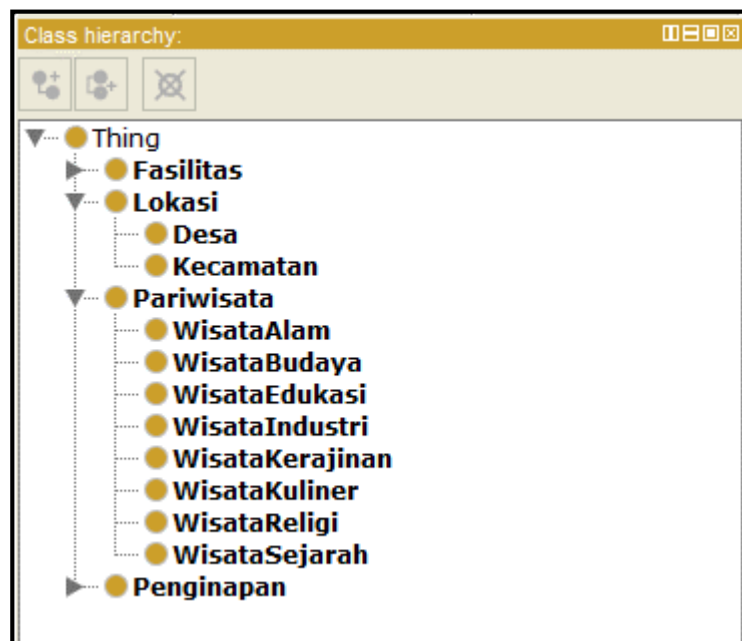 Class hierarchy:
Thing
Fasilitas
Lokasi
Desa
Kecamatan
Pariwisata
WisataAlam
WisataBudaya
WisataEdukasi
WisataIndustri
WisataKerajinan
WisataKuliner
WisataReligi
WisataSejarah
Penginapan